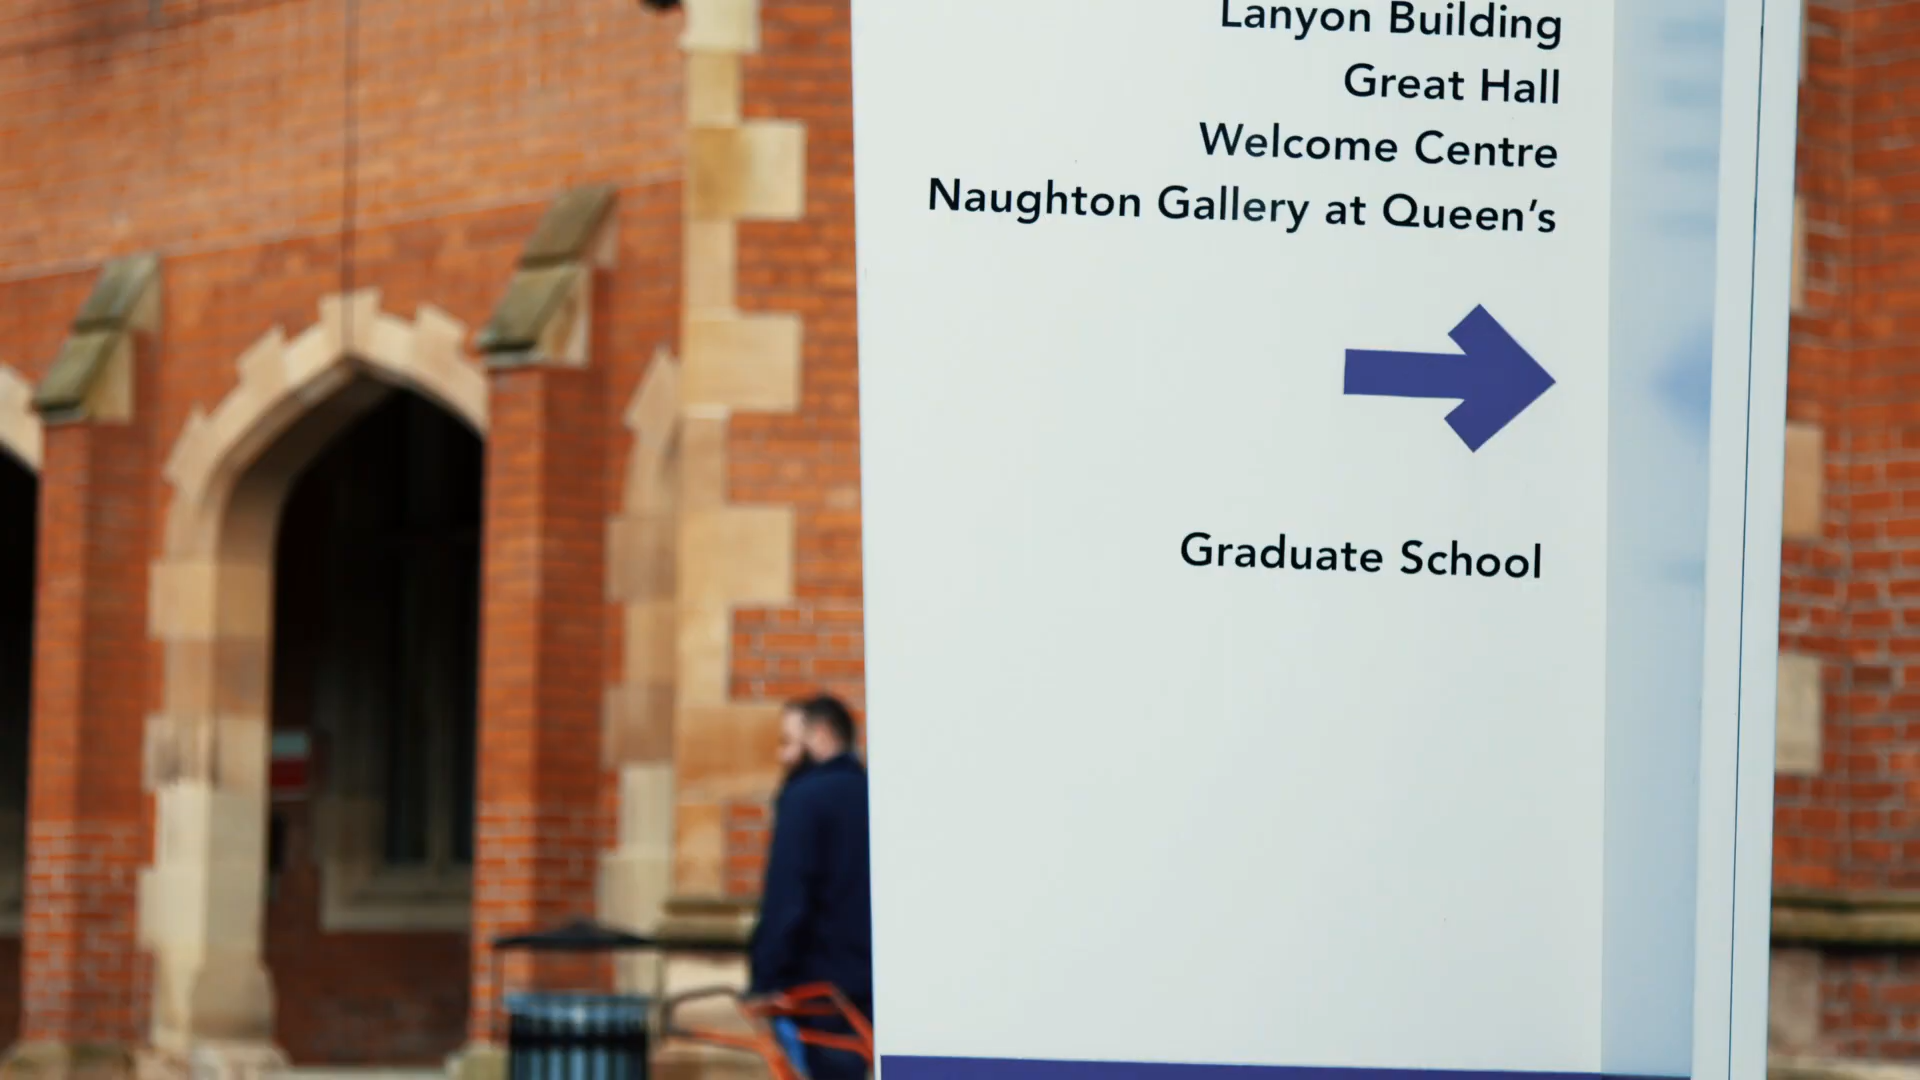 Lanyon Building
Great Hall
Welcome Centre
Naughton Gallery at Queen's
Graduate School